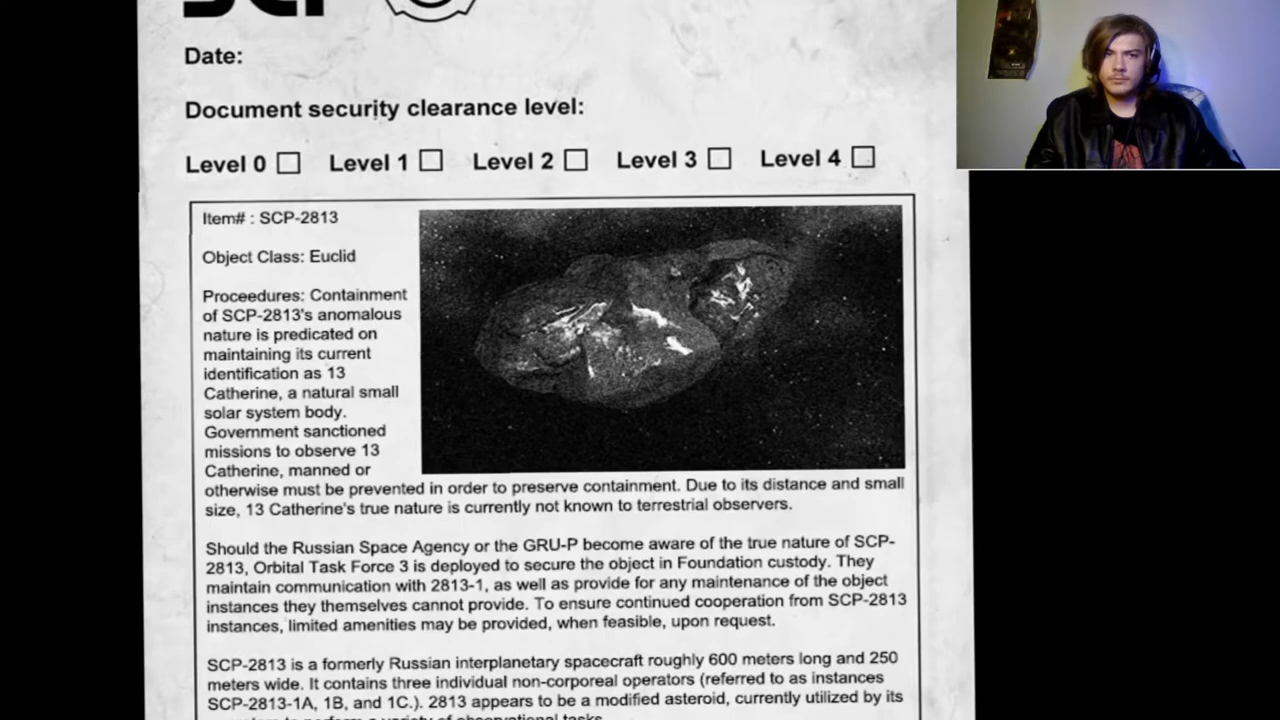 SCP
Date:
Document security clearance level:
Level 0 Level 1 Level 2 Level 3 Level 4
Item# : SCP-2813
Object Class: Euclid
Proceedures: Containment
of SCP-2813's anomalous
nature is predicated on
maintaining its current
identification as 13
Catherine, a natural small
solar system body.
Government sanctioned
missions to observe 13
Catherine, manned or
otherwise must be prevented in order to preserve containment. Due to its distance and small
size, 13 Catherine's true nature is currently not known to terrestrial observers.
Should the Russian Space Agency or the GRU-P become aware of the true nature of SCP-
2813, Orbital Task Force 3 is deployed to secure the object in Foundation custody. They
maintain communication with 2813-1, as well as provide for any maintenance of the object
instances they themselves cannot provide. To ensure continued cooperation from SCP-2813
instances, limited amenities may be provided, when feasible, upon request.
SCP-2813 is a formerly Russian interplanetary spacecraft roughly 600 meters long and 250
meters wide. It contains three individual non-corporeal operators (referred to as instances
SCP-2813-1A, 1B, and 1C.). 2813 appears to be a modified asteroid, currently utilized by its
operators to perform a variety of observational tasks.